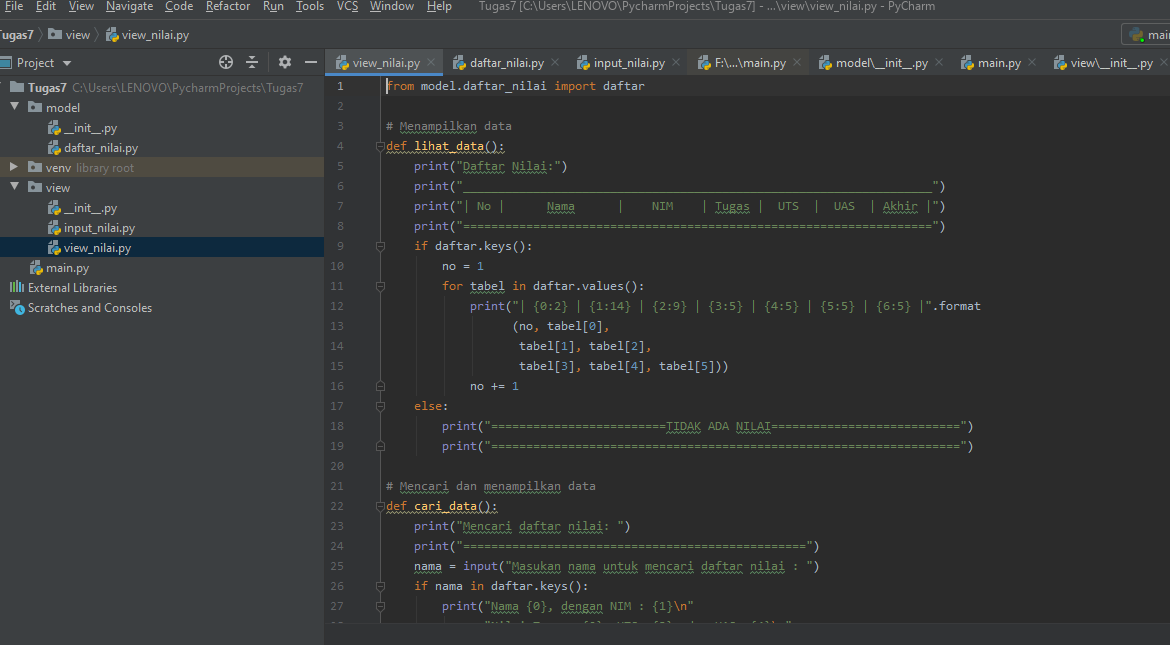 File Edit View Navigate Code Refactor Run Tools VCS Window Help Tugas7 [C:\Users\LENOVO\PycharmProjects\Tugas7] - ...\view\view_nilai.py - PyCharm
Tugas7 view view_nilai.py
Project
view_nilai.py daftar_nilai.py input_nilai.py F:\...\main.py model\__init__.py main.py view\__init__.py
Tugas7 C:\Users\LENOVO\PycharmProjects\Tugas7
model
__init__.py
daftar_nilai.py
venv library root
view
__init__.py
input_nilai.py
view_nilai.py
main.py
External Libraries
Scratches and Consoles
1 from model.daftar_nilai import daftar
2
3 # Menampilkan data
4 def lihat_data():
5 print("Daftar Nilai:")
6 print("___________________________________________________________________")
7 print("| No |      Nama      |    NIM    | Tugas |  UTS  |  UAS  | Akhir |")
8 print("===================================================================")
9 if daftar.keys():
10 no = 1
11 for tabel in daftar.values():
12 print("| {0:2} | {1:14} | {2:9} | {3:5} | {4:5} | {5:5} | {6:5} |".format
13 (no, tabel[0],
14 tabel[1], tabel[2],
15 tabel[3], tabel[4], tabel[5]))
16 no += 1
17 else:
18 print("=========================TIDAK ADA NILAI===========================")
19 print("===================================================================")
20
21 # Mencari dan menampilkan data
22 def cari_data():
23 print("Mencari daftar nilai: ")
24 print("=================================================")
25 nama = input("Masukan nama untuk mencari daftar nilai : ")
26 if nama in daftar.keys():
27 print("Nama {0}, dengan NIM : {1}\n"